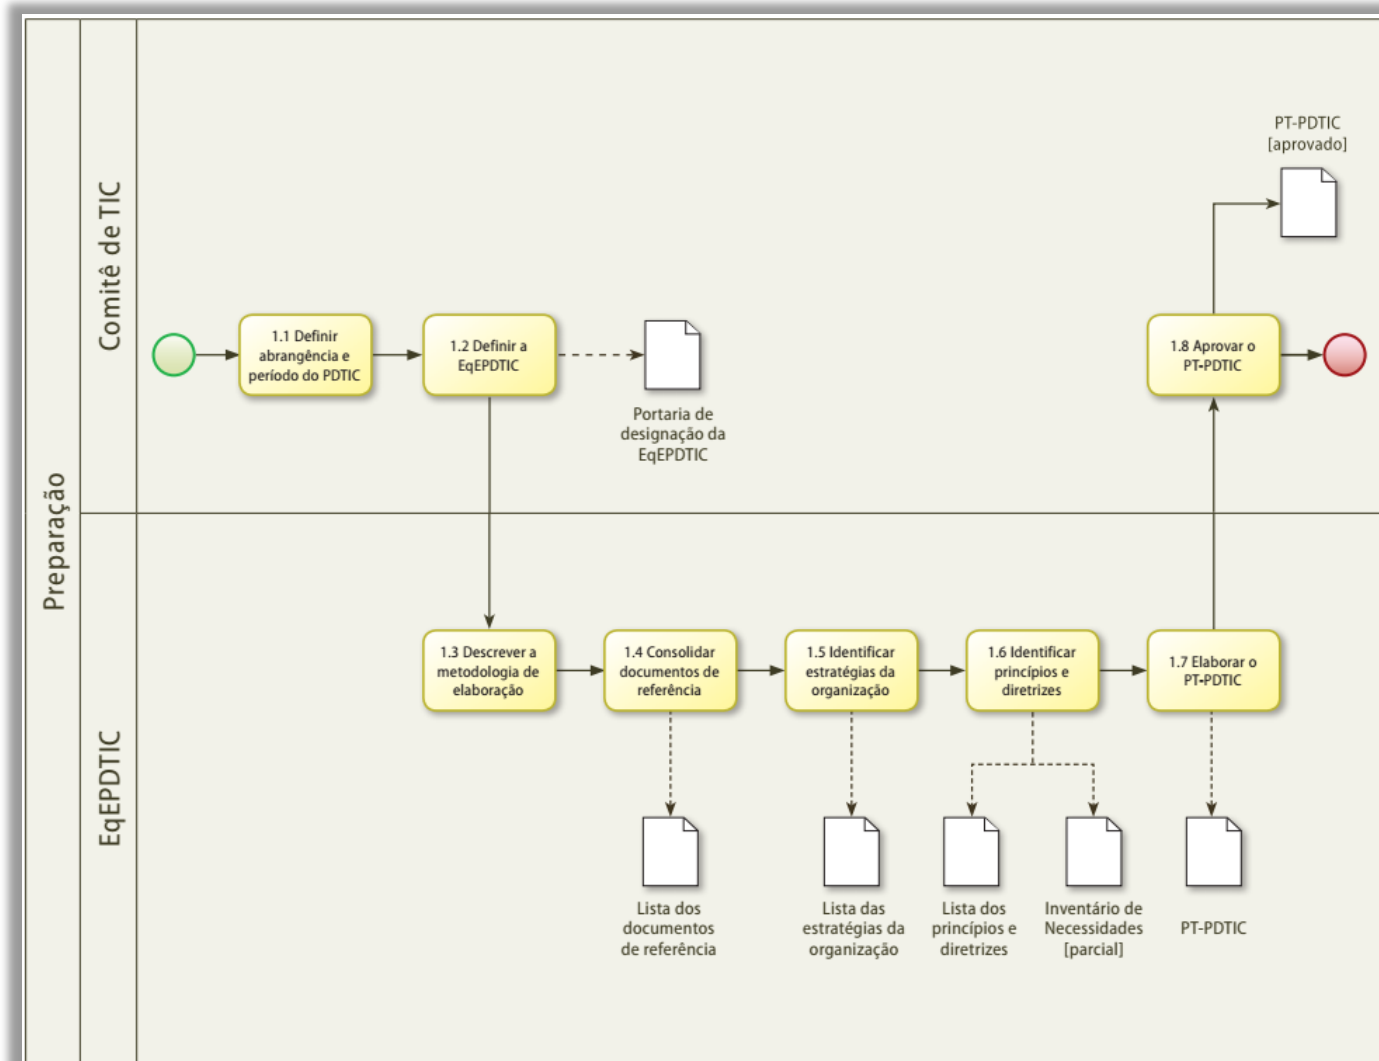 Preparação
Comitê de TIC
1.1 Definir
abrangência e
período do PDTIC
1.2 Definir a
EqEPDTIC
Portaria de
designação da
EqEPDTIC
PT-PDTIC
[aprovado]
1.8 Aprovar o
PT-PDTIC
EqEPDTIC
1.3 Descrever a
metodologia de
elaboração
1.4 Consolidar
documentos de
referência
1.5 Identificar
estratégias da
organização
1.6 Identificar
princípios e
diretrizes
1.7 Elaborar o
PT-PDTIC
Lista dos
documentos
de referência
Lista das
estratégias da
organização
Lista dos
princípios e
diretrizes
Inventário de
Necessidades
[parcial]
PT-PDTIC